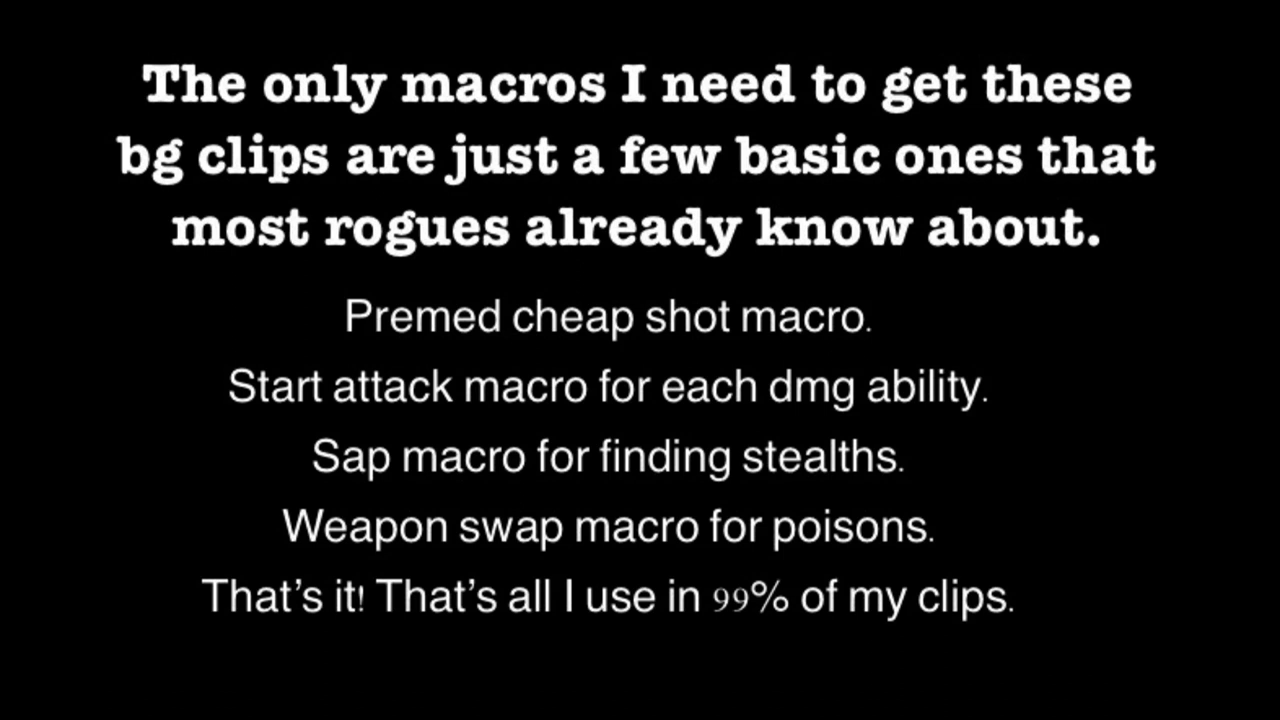 The only macros I need to get these
bg clips are just a few basic ones that
most rogues already know about.
Premed cheap shot macro.
Start attack macro for each dmg ability.
Sap macro for finding stealths.
Weapon swap macro for poisons.
That’s it! That’s all I use in 99% of my clips.